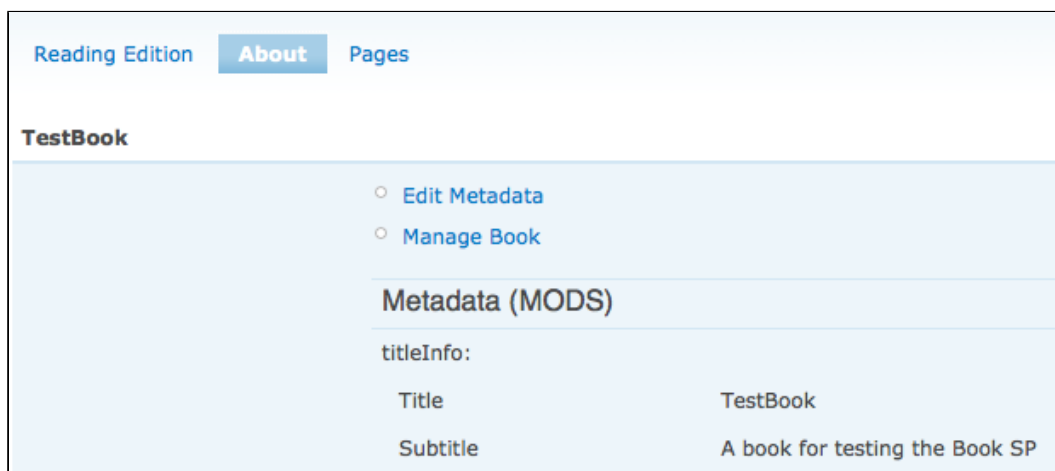 Reading Edition About Pages
TestBook
Edit Metadata
Manage Book
Metadata (MODS)
titleInfo:
Title TestBook
Subtitle A book for testing the Book SP